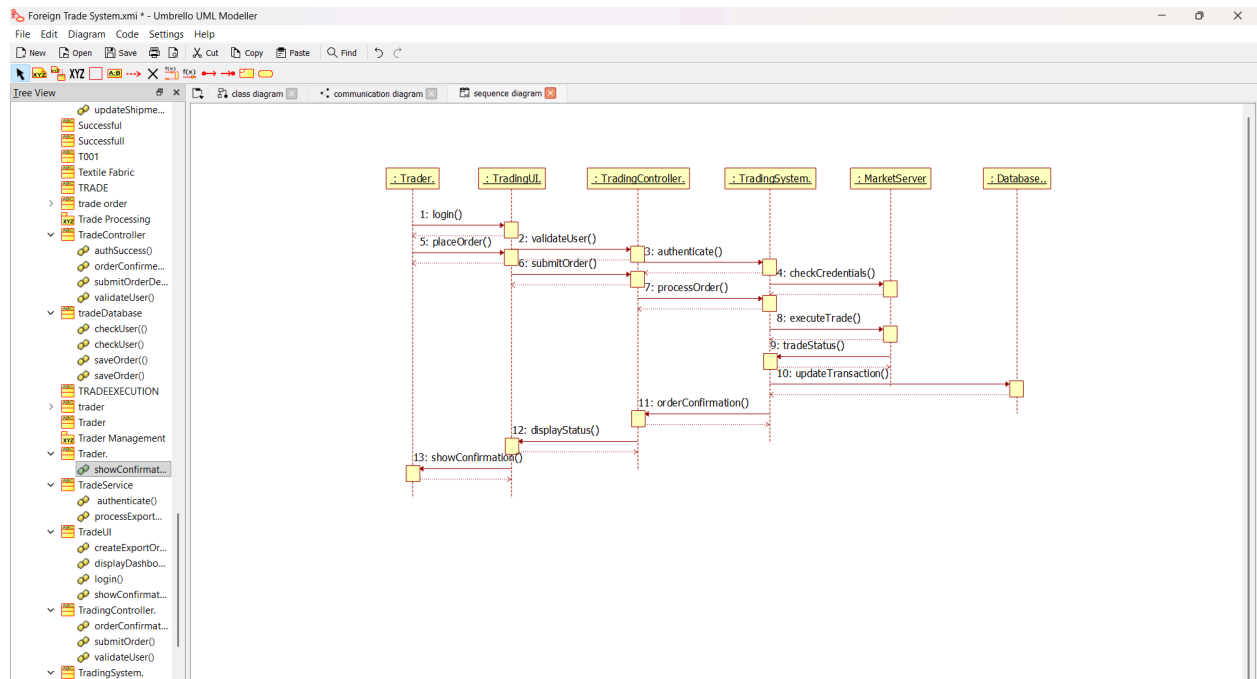 Foreign Trade System.xmi * - Umbrello UML Modeller
File Edit Diagram Code Settings Help
New Open Save Cut Copy Paste Find
XYZ XYZ A:B f(x) f(x)
Tree View
class diagram communication diagram sequence diagram
updateShipme...
Successful
Successfull
T001
Textile Fabric
TRADE
trade order
Trade Processing
TradeController
authSuccess()
orderConfirme...
submitOrderDe...
validateUser()
tradeDatabase
checkUser(()
checkUser()
saveOrder(()
saveOrder()
TRADEEXECUTION
trader
Trader
Trader Management
Trader.
showConfirmat...
TradeService
authenticate()
processExport...
TradeUI
createExportOr...
displayDashbo...
login()
showConfirmat...
TradingController.
orderConfirmat...
submitOrder()
validateUser()
TradingSystem.
: Trader. : TradingUI. : TradingController. : TradingSystem. : MarketServer : Database..
1: login()
2: validateUser()
5: placeOrder()
3: authenticate()
6: submitOrder()
4: checkCredentials()
7: processOrder()
8: executeTrade()
9: tradeStatus()
10: updateTransaction()
11: orderConfirmation()
12: displayStatus()
13: showConfirmation()